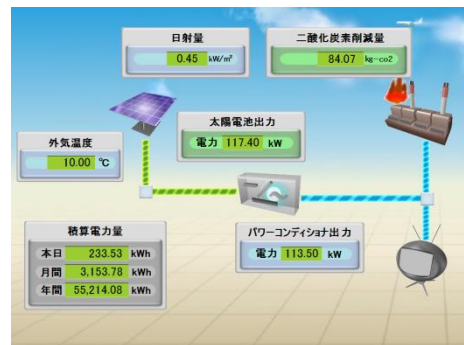 日射量
0.45 kW/m²
二酸化炭素削減量
84.07 kg-co2
太陽電池出力
電力 117.40 kW
外気温度
10.00 ℃
積算電力量
本日 233.53 kWh
月間 3,153.78 kWh
年間 55,214.08 kWh
パワーコンディショナ出力
電力 113.50 kW